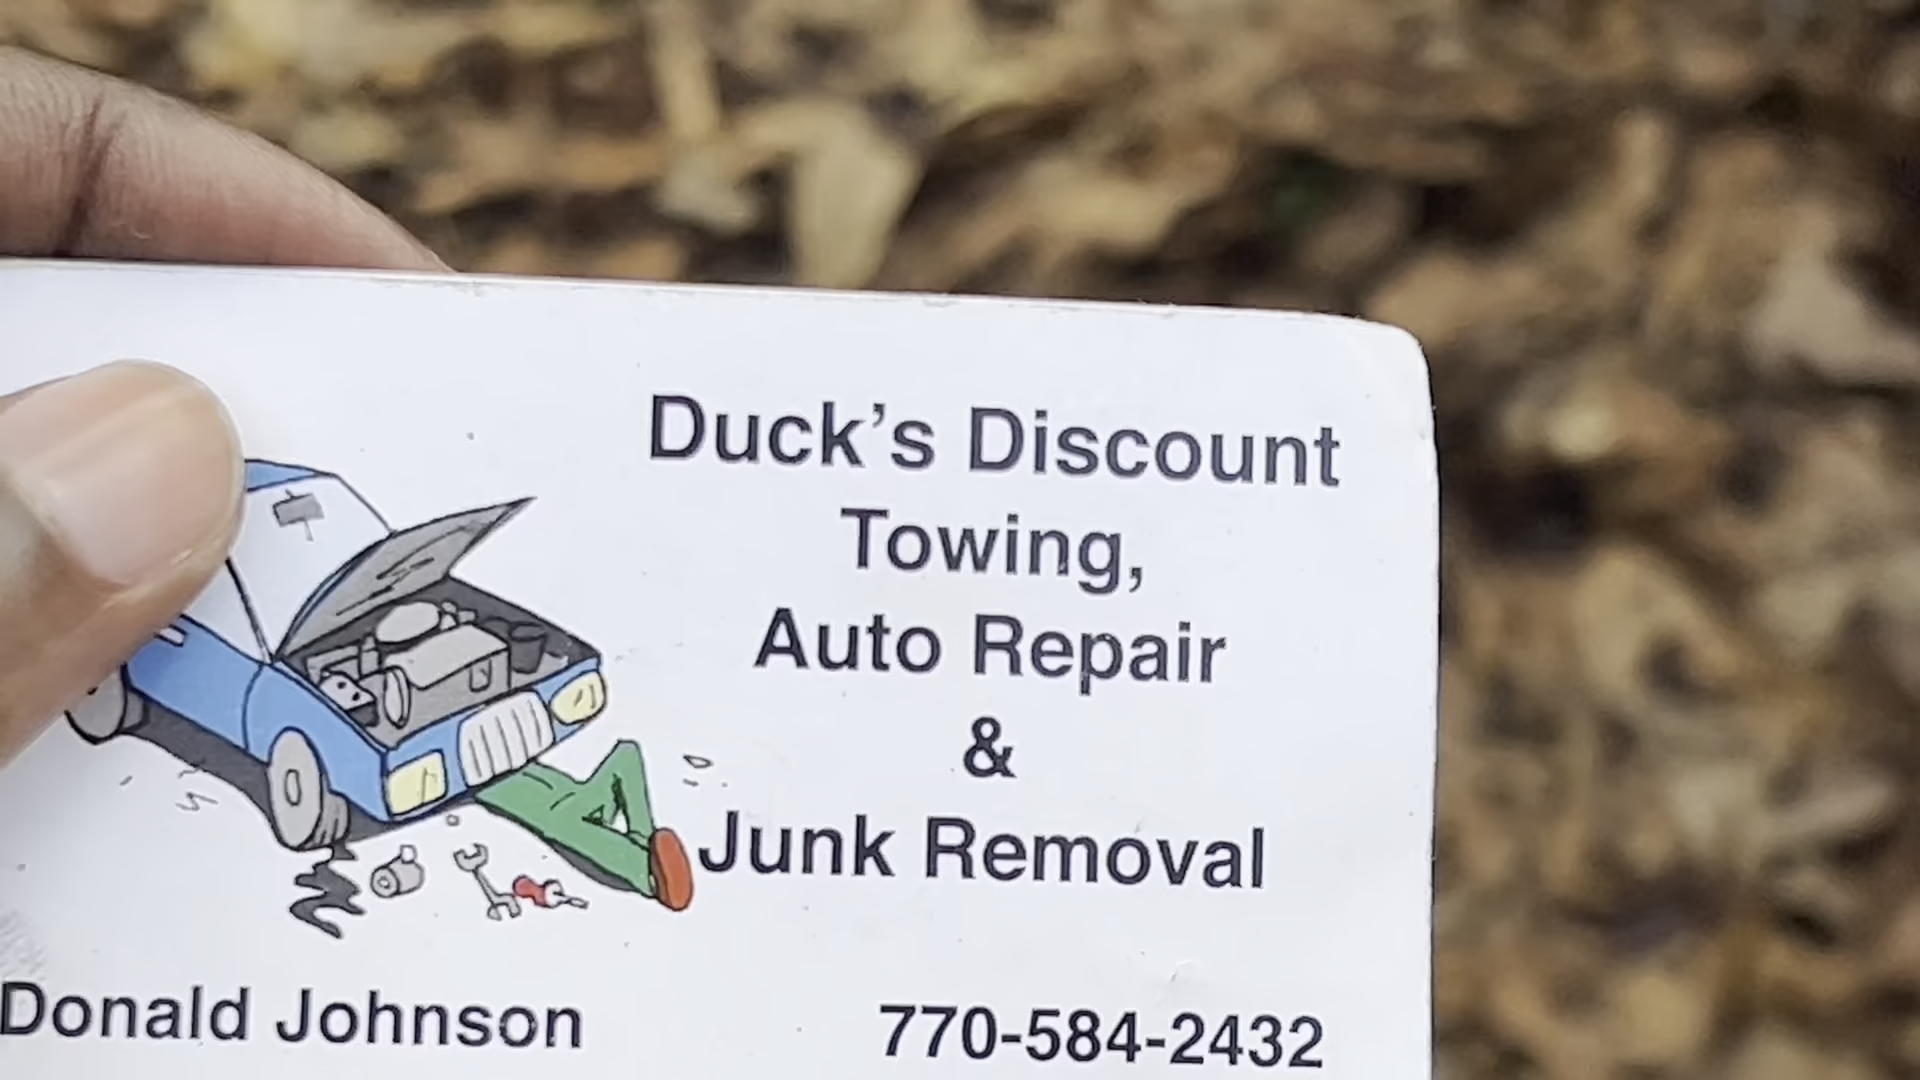 Duck's Discount
Towing,
Auto Repair
&
Junk Removal
Donald Johnson
770-584-2432